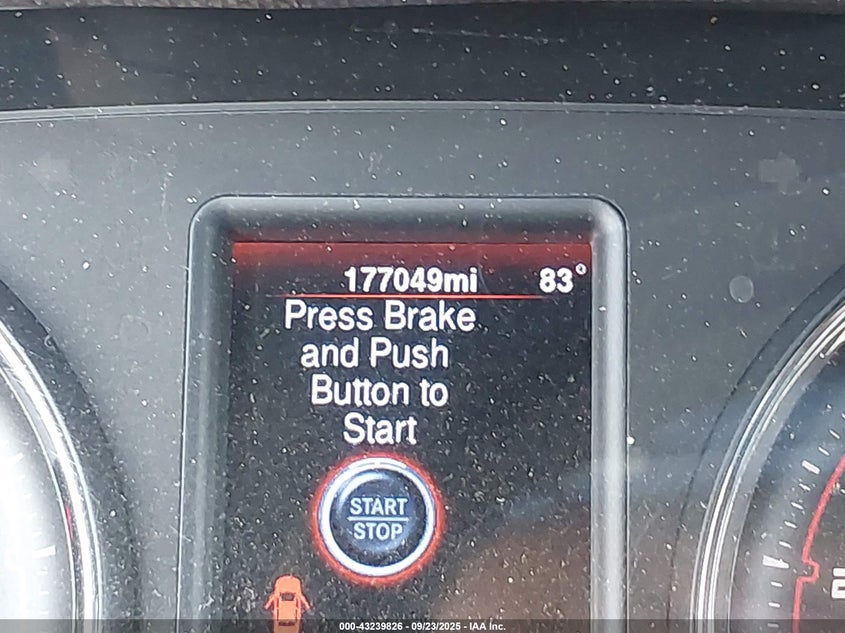 177049mi 83°
Press Brake
and Push
Button to
Start
START
STOP
000-43239826 - 09/23/2025 - IAA Inc.